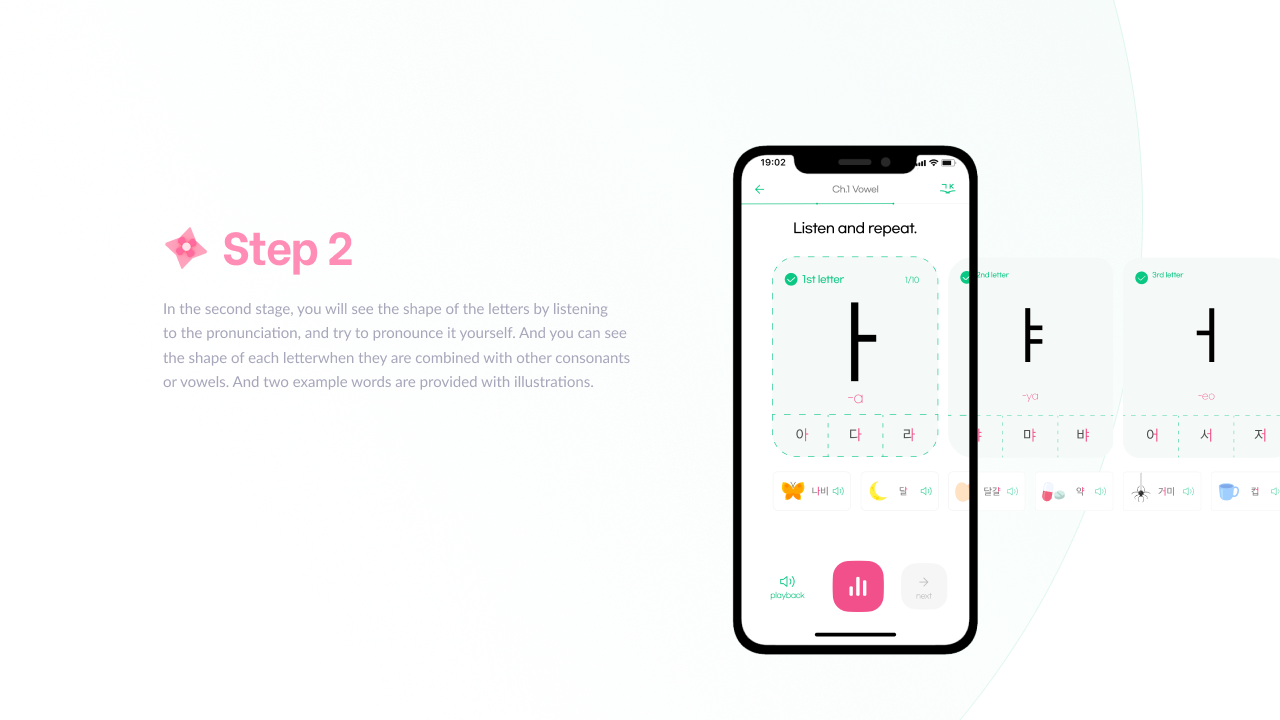 Step 2
In the second stage, you will see the shape of the letters by listening
to the pronunciation, and try to pronounce it yourself. And you can see
the shape of each letterwhen they are combined with other consonants
or vowels. And two example words are provided with illustrations.
19:02
Ch.1 Vowel
ㄱ K
Listen and repeat.
1st letter 1/10
ㅏ
-a
아 다 라
나비 달
2nd letter
ㅑ
-ya
먀 뱌
달걀 약
3rd letter
ㅓ
-eo
어 서 저
거미 컵
playback
next